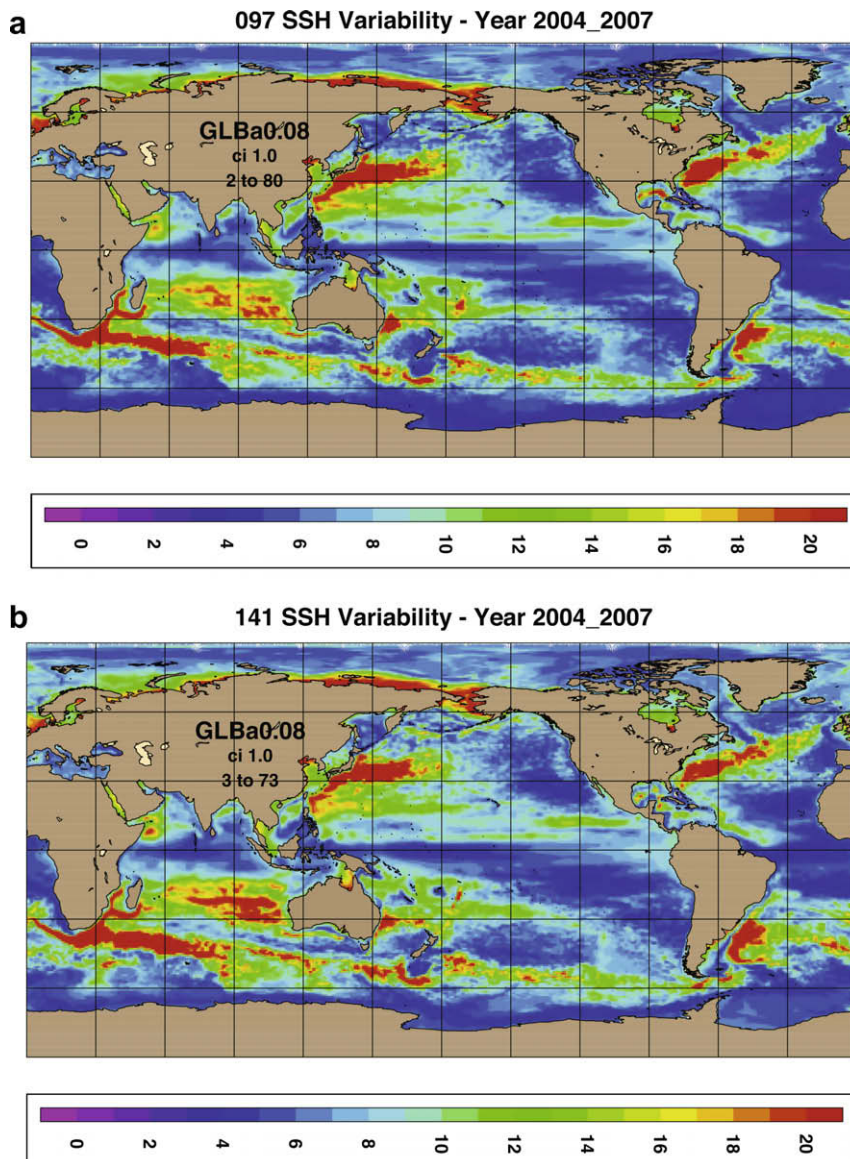 a
097 SSH Variability - Year 2004_2007
GLBa0.08
ci 1.0
2 to 80
0 2 4 6 8 10 12 14 16 18 20
b
141 SSH Variability - Year 2004_2007
GLBa0.08
ci 1.0
3 to 73
0 2 4 6 8 10 12 14 16 18 20